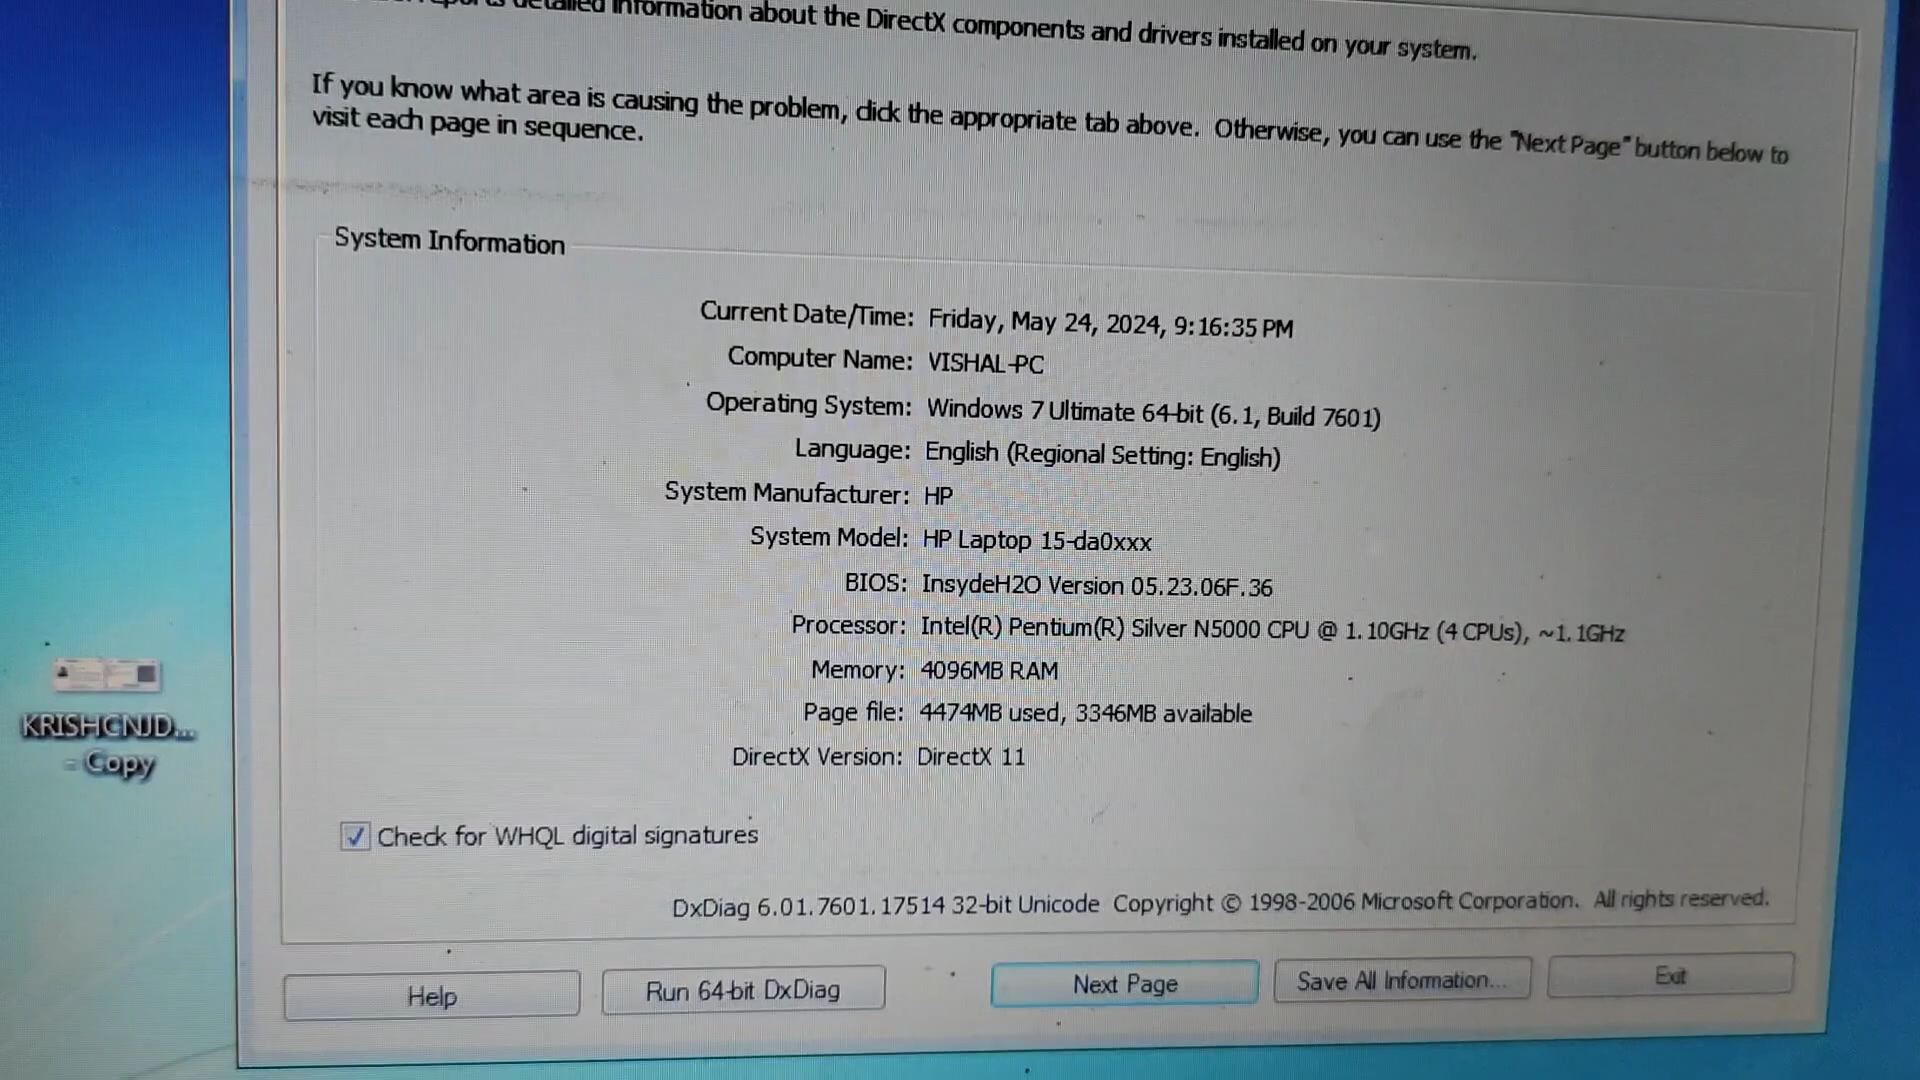 detailed information about the DirectX components and drivers installed on your system.
If you know what area is causing the problem, click the appropriate tab above. Otherwise, you can use the "Next Page" button below to
visit each page in sequence.
System Information
Current Date/Time: Friday, May 24, 2024, 9:16:35 PM
Computer Name: VISHAL-PC
Operating System: Windows 7 Ultimate 64-bit (6.1, Build 7601)
Language: English (Regional Setting: English)
System Manufacturer: HP
System Model: HP Laptop 15-da0xxx
BIOS: InsydeH2O Version 05.23.06F.36
Processor: Intel(R) Pentium(R) Silver N5000 CPU @ 1.10GHz (4 CPUs), ~1.1GHz
Memory: 4096MB RAM
Page file: 4474MB used, 3346MB available
DirectX Version: DirectX 11
KRISHCNJD...
- Copy
Check for WHQL digital signatures
DxDiag 6.01.7601.17514 32-bit Unicode Copyright © 1998-2006 Microsoft Corporation. All rights reserved.
Help
Run 64-bit DxDiag
Next Page
Save All Information...
Exit